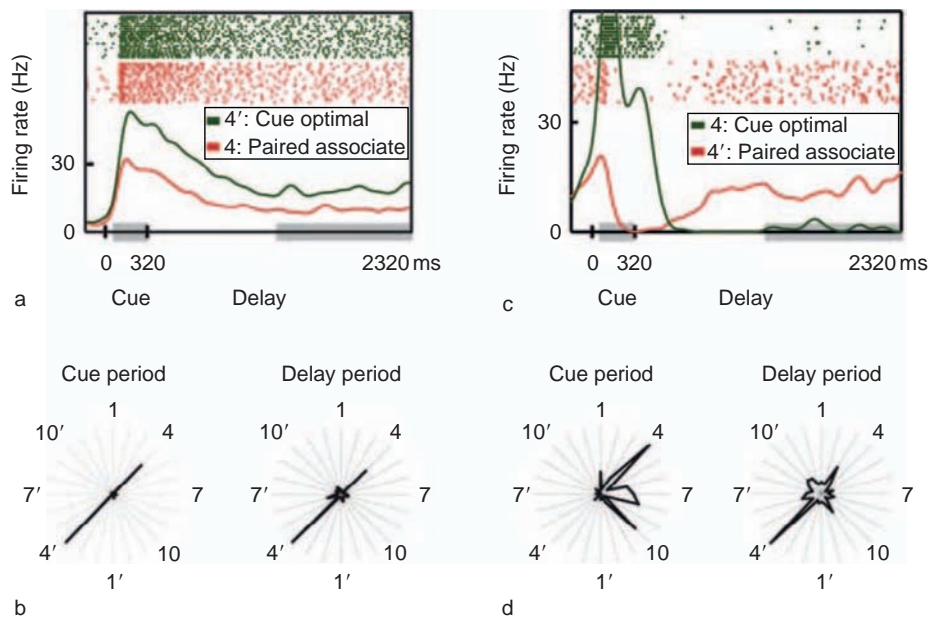 Firing rate (Hz)
30
0
4′: Cue optimal
4: Paired associate
0 320 2320 ms
Cue Delay
a
Firing rate (Hz)
30
0
4: Cue optimal
4′: Paired associate
0 320 2320 ms
Cue Delay
c
Cue period
1
10′ 4
7′ 7
4′ 10
1′
Delay period
1
10′ 4
7′ 7
4′ 10
1′
b
Cue period
1
10′ 4
7′ 7
4′ 10
1′
Delay period
1
10′ 4
7′ 7
4′ 10
1′
d